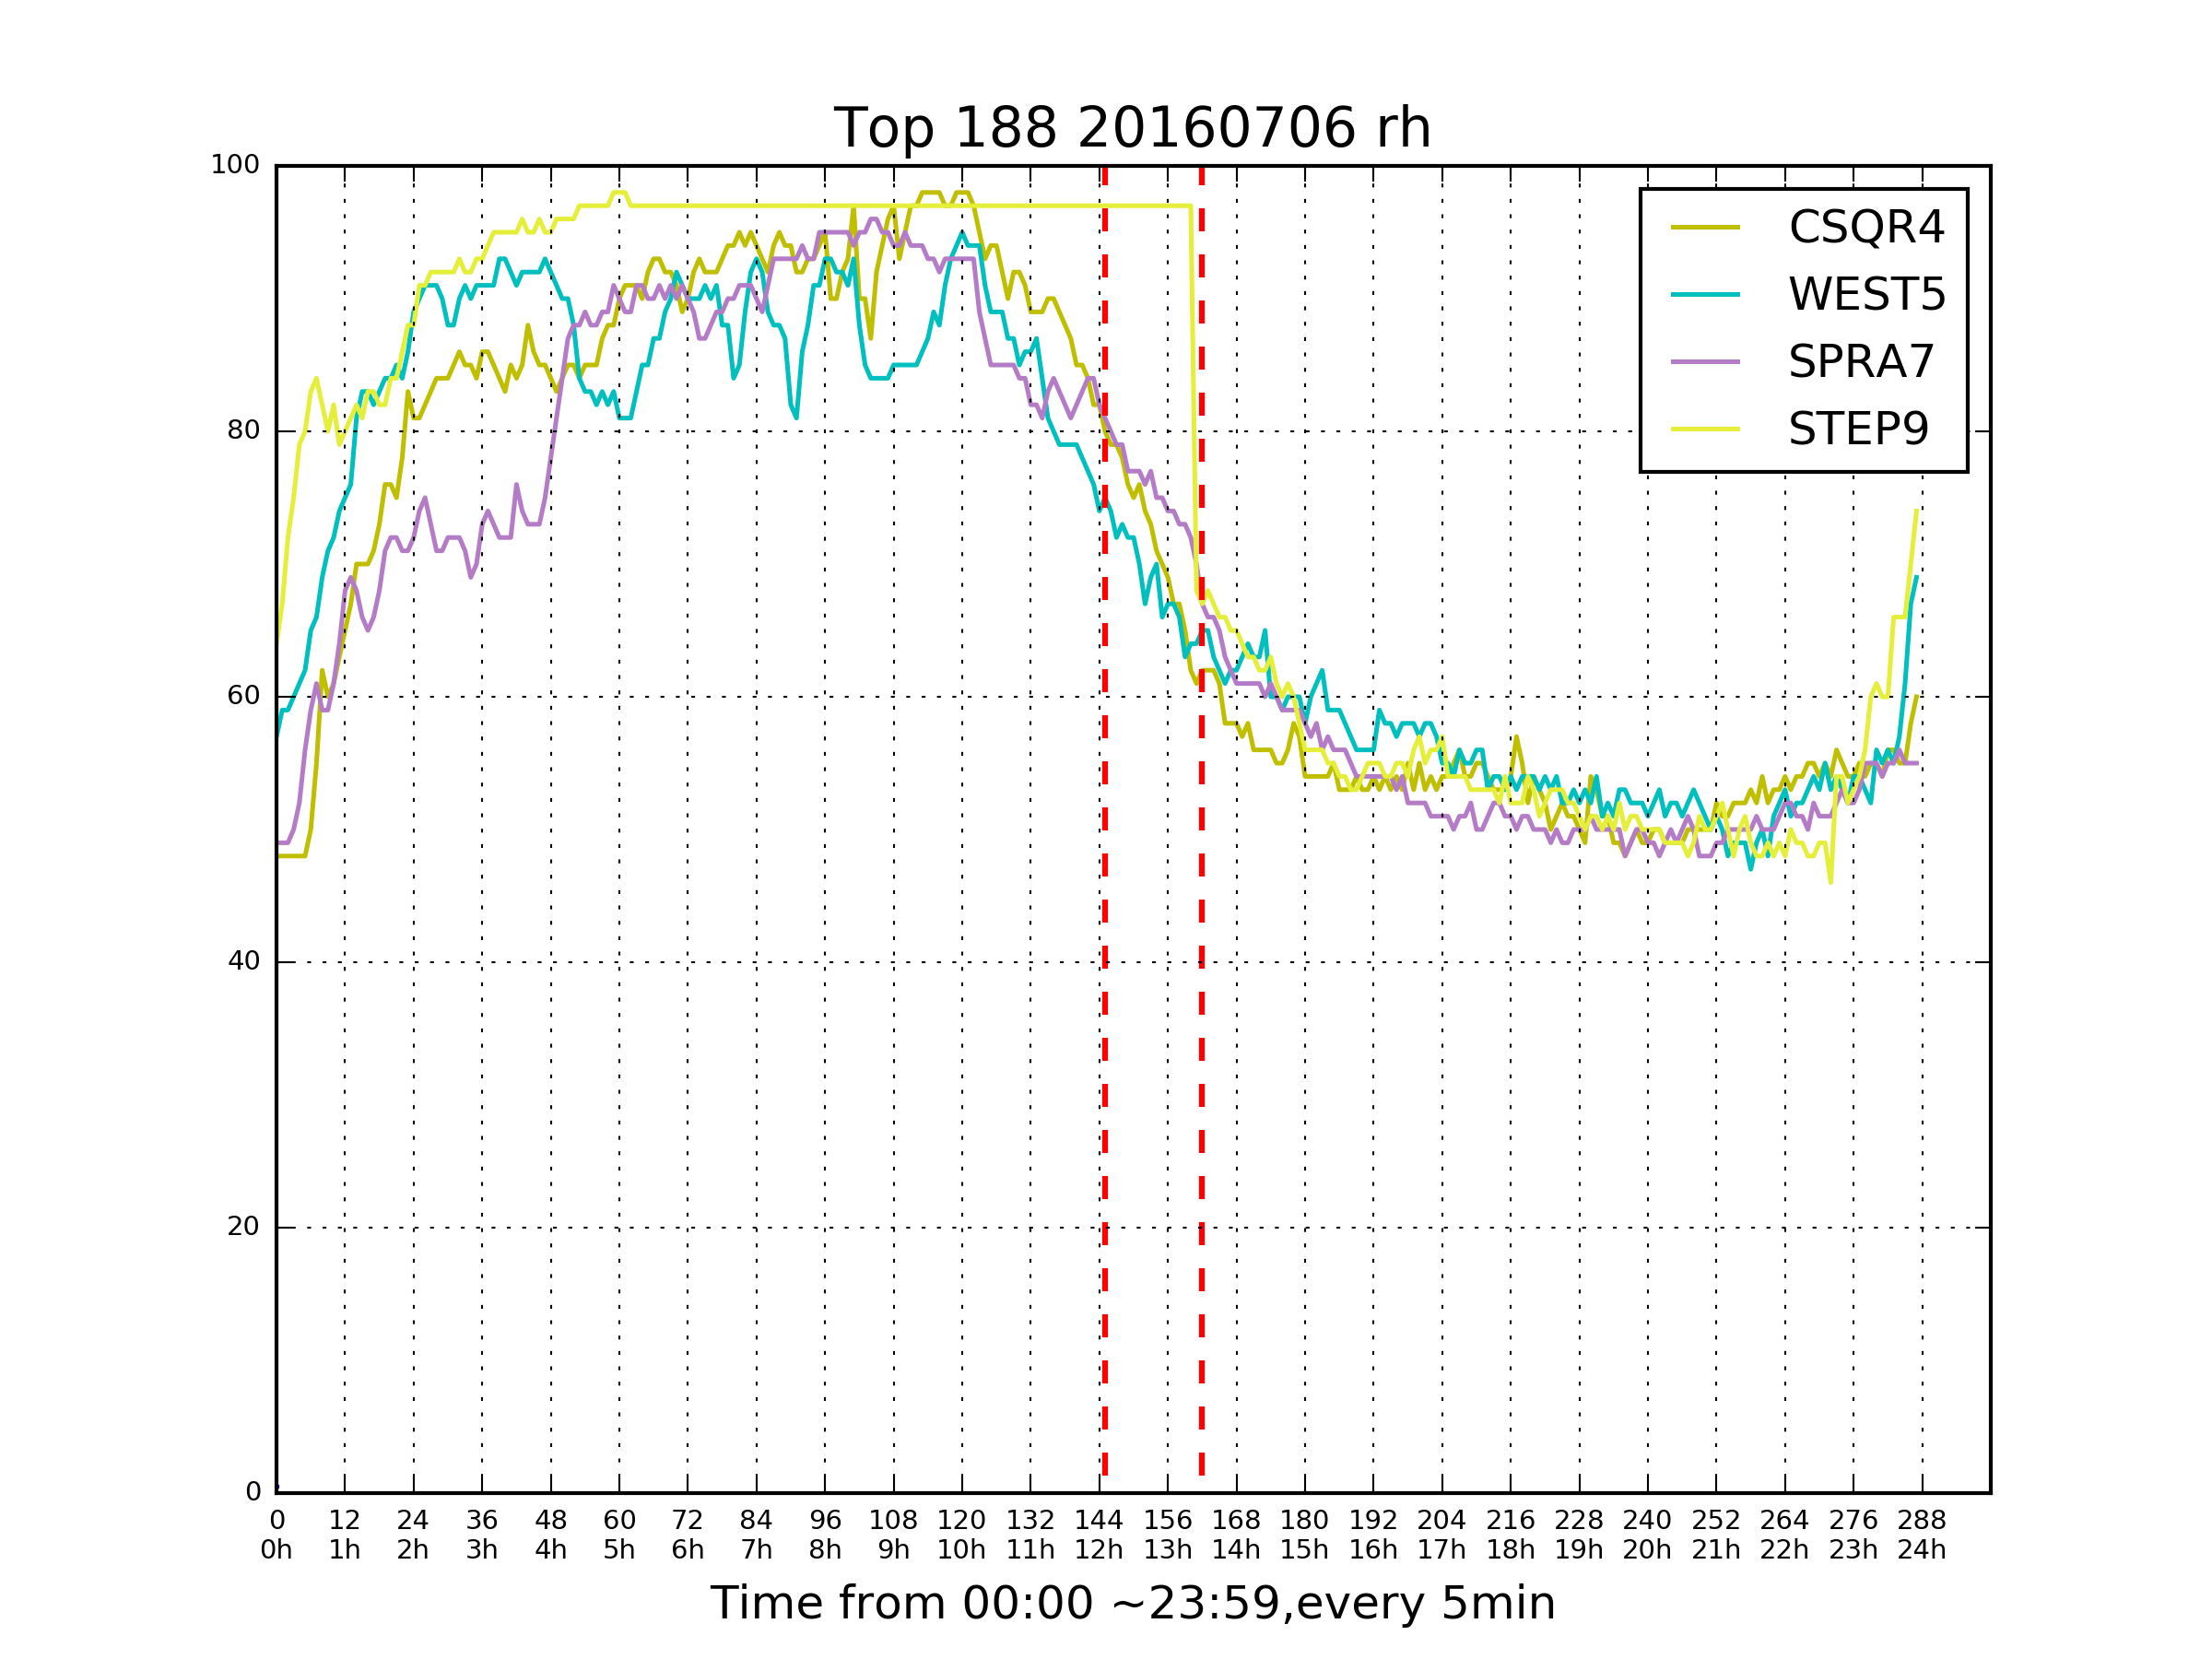 Top 188 20160706 rh
100
80
60
40
20
0
CSQR4
WEST5
SPRA7
STEP9
0 12 24 36 48 60 72 84 96 108 120 132 144 156 168 180 192 204 216 228 240 252 264 276 288
0h 1h 2h 3h 4h 5h 6h 7h 8h 9h 10h 11h 12h 13h 14h 15h 16h 17h 18h 19h 20h 21h 22h 23h 24h
Time from 00:00 ~23:59,every 5min